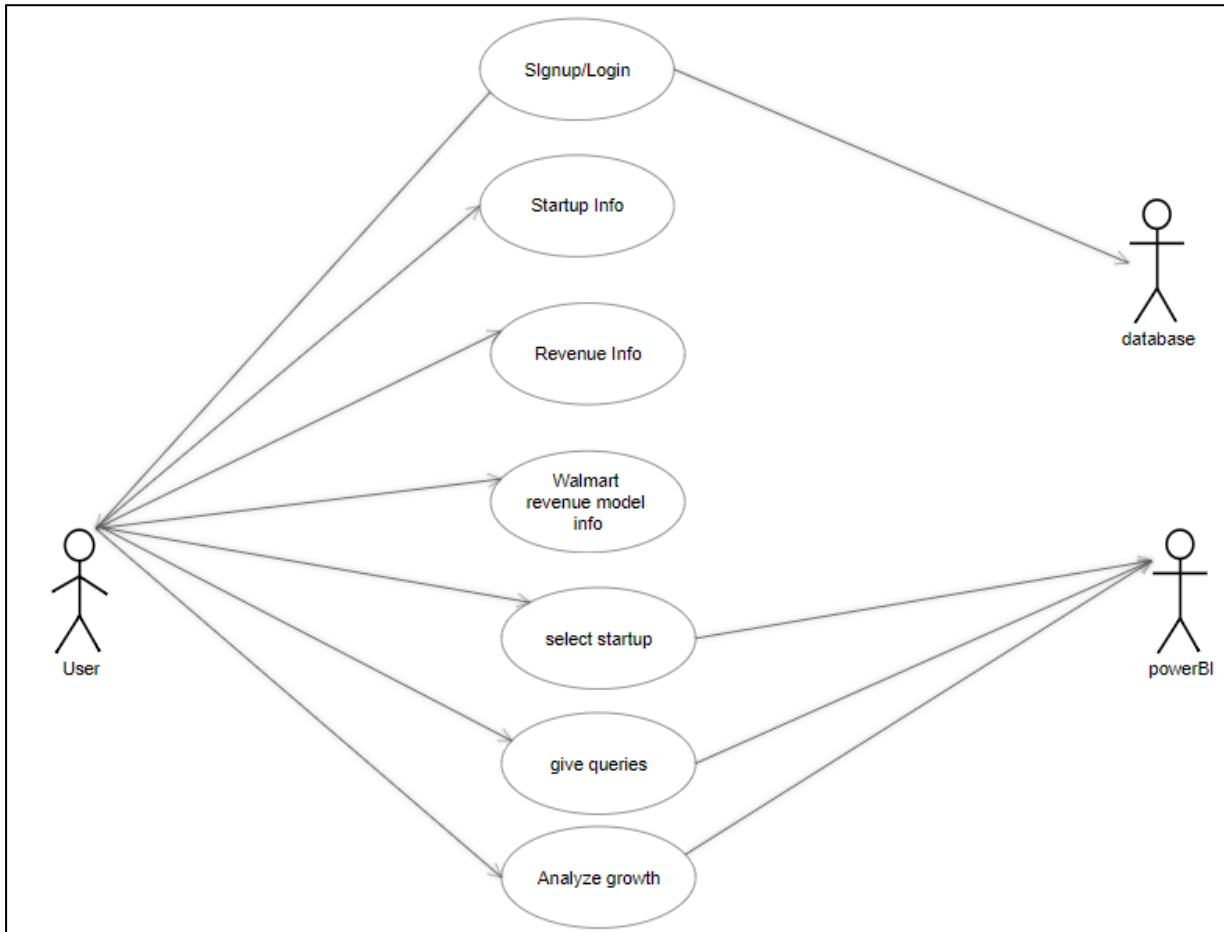 SIgnup/Login
Startup Info
database
Revenue Info
Walmart
revenue model
info
User
select startup
powerBI
give queries
Analyze growth